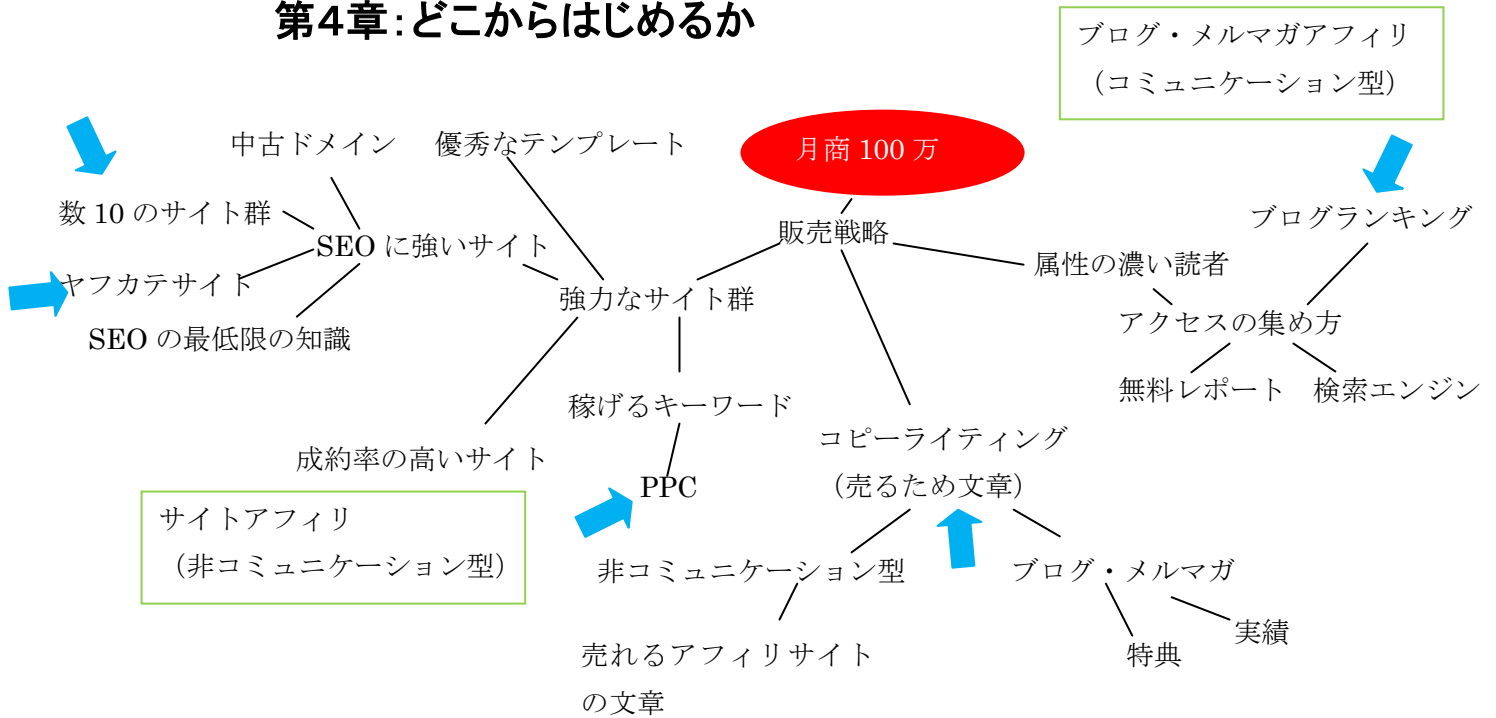 第4章:どこからはじめるか
ブログ・メルマガアフィリ
（コミュニケーション型）
中古ドメイン
優秀なテンプレート
月商 100 万
数 10 のサイト群
ブログランキング
販売戦略
SEO に強いサイト
属性の濃い読者
ヤフカテサイト
強力なサイト群
アクセスの集め方
SEO の最低限の知識
無料レポート
検索エンジン
稼げるキーワード
コピーライティング
（売るため文章）
成約率の高いサイト
PPC
サイトアフィリ
（非コミュニケーション型）
非コミュニケーション型
ブログ・メルマガ
実績
特典
売れるアフィリサイト
の文章